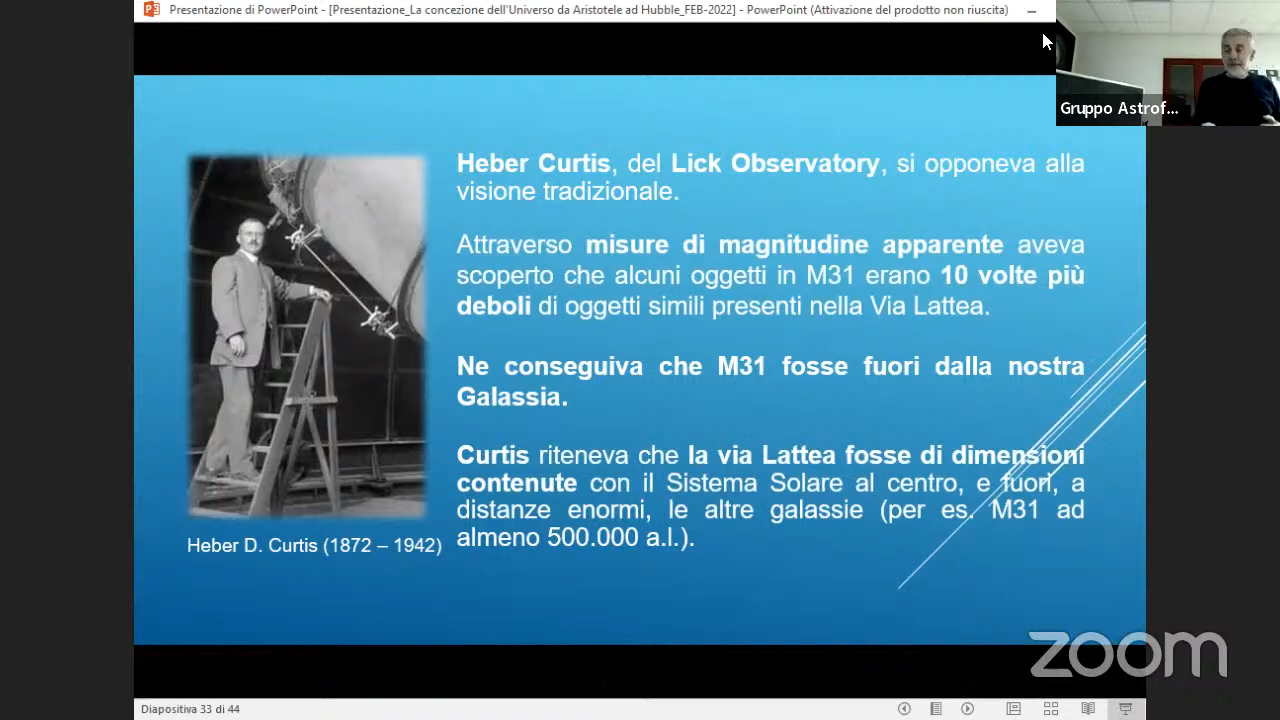 Presentazione di PowerPoint - [Presentazione_La concezione dell'Universo da Aristotele ad Hubble_FEB-2022] - PowerPoint (Attivazione del prodotto non riuscita)
Gruppo Astrof...
Heber Curtis, del Lick Observatory, si opponeva alla
visione tradizionale.
Attraverso misure di magnitudine apparente aveva
scoperto che alcuni oggetti in M31 erano 10 volte più
deboli di oggetti simili presenti nella Via Lattea.
Ne conseguiva che M31 fosse fuori dalla nostra
Galassia.
Curtis riteneva che la via Lattea fosse di dimensioni
contenute con il Sistema Solare al centro, e fuori, a
distanze enormi, le altre galassie (per es. M31 ad
almeno 500.000 a.l.).
Heber D. Curtis (1872 – 1942)
zoom
Diapositiva 33 di 44